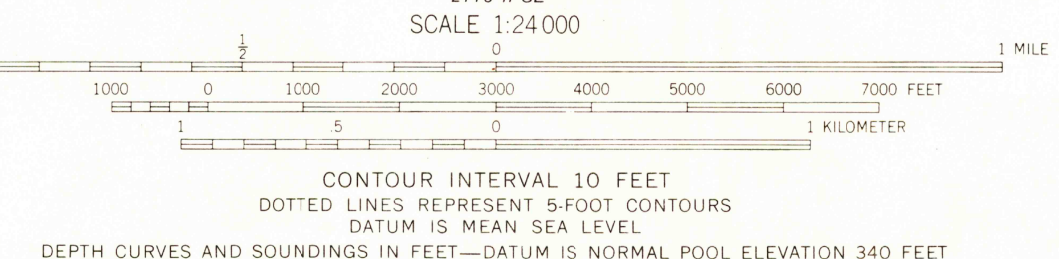 SCALE 1:24 000
1/2 0 1 MILE
1000 0 1000 2000 3000 4000 5000 6000 7000 FEET
1 .5 0 1 KILOMETER
CONTOUR INTERVAL 10 FEET
DOTTED LINES REPRESENT 5-FOOT CONTOURS
DATUM IS MEAN SEA LEVEL
DEPTH CURVES AND SOUNDINGS IN FEET—DATUM IS NORMAL POOL ELEVATION 340 FEET